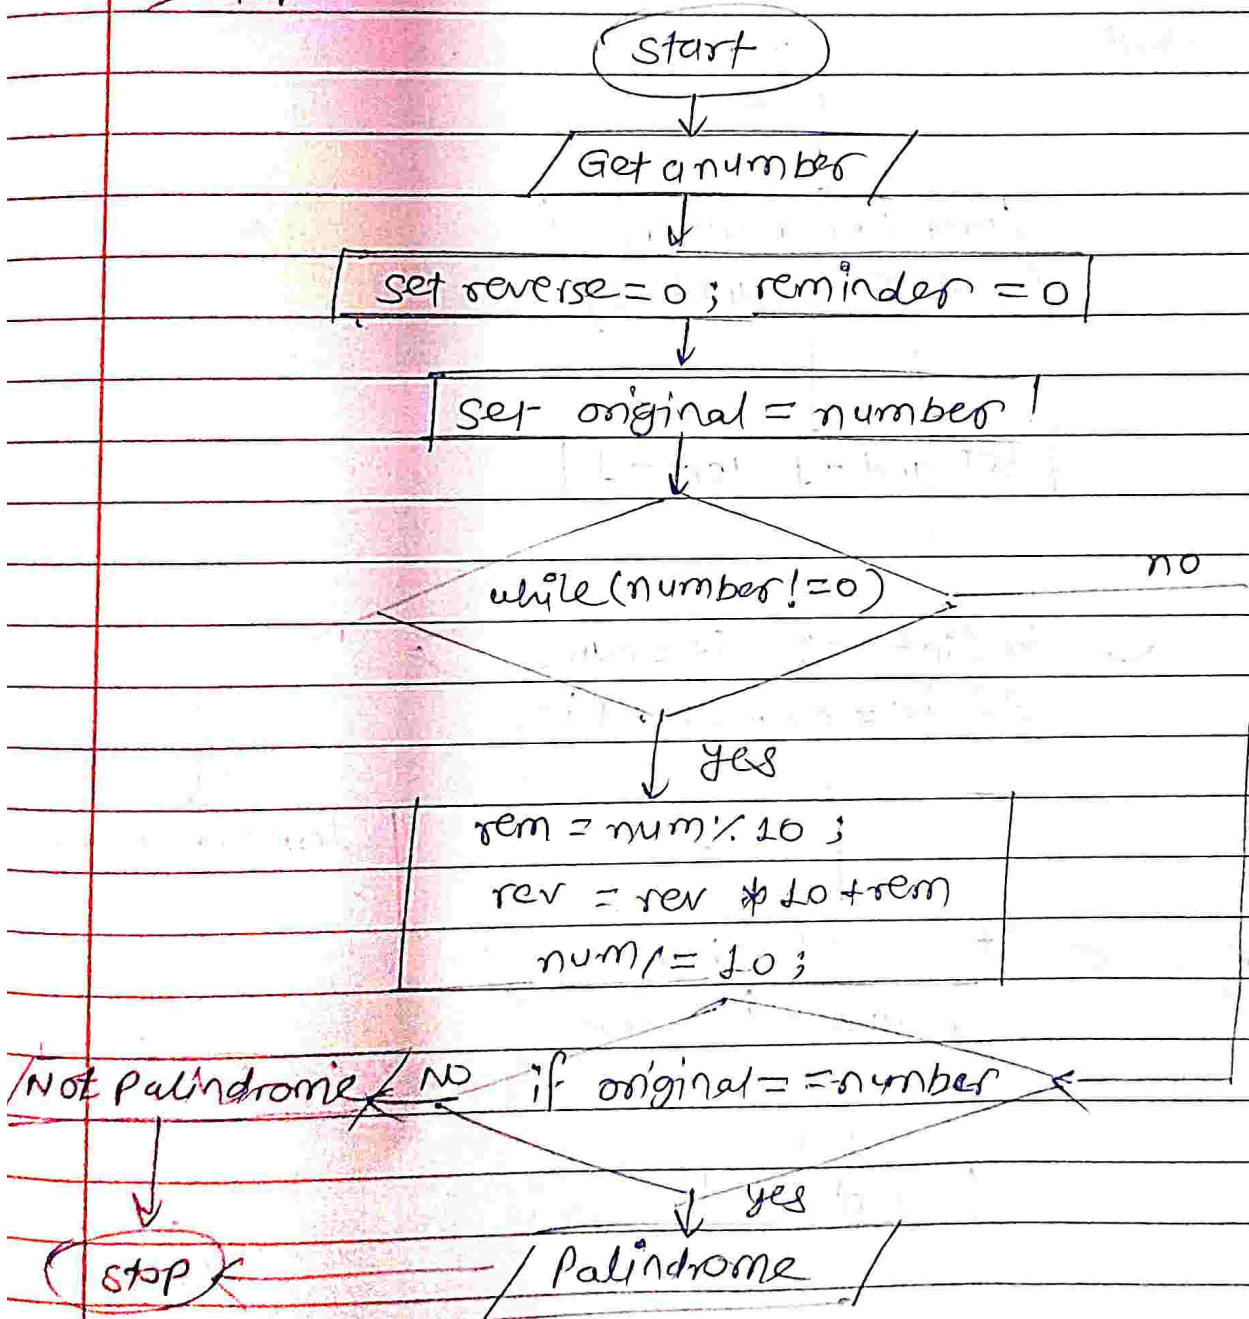 start
Get a number
set reverse = 0 ; reminder = 0
set original = number
while (number != 0)
no
yes
rem = num % 10 ;
rev = rev * 10 + rem
num / = 10 ;
Not Palindrome
NO
if original = = number
yes
stop
Palindrome